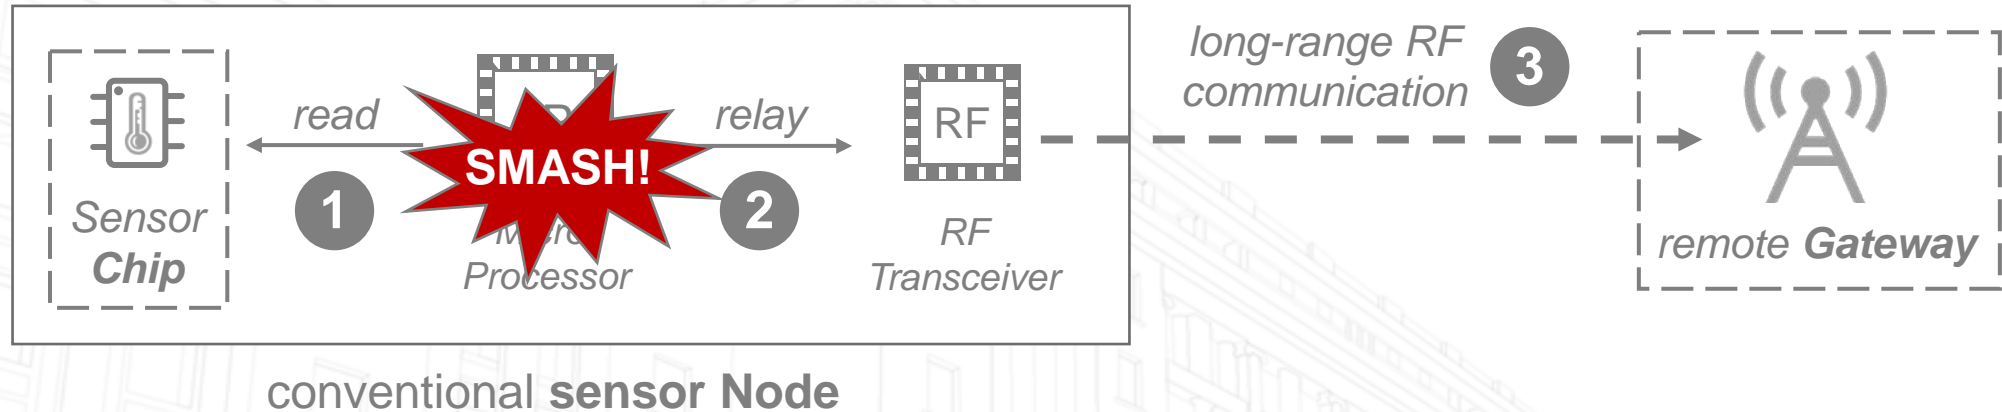 long-range RF
communication
3
read
relay
RF
SMASH!
1
2
Sensor
Chip
Processor
RF
Transceiver
remote Gateway
conventional sensor Node